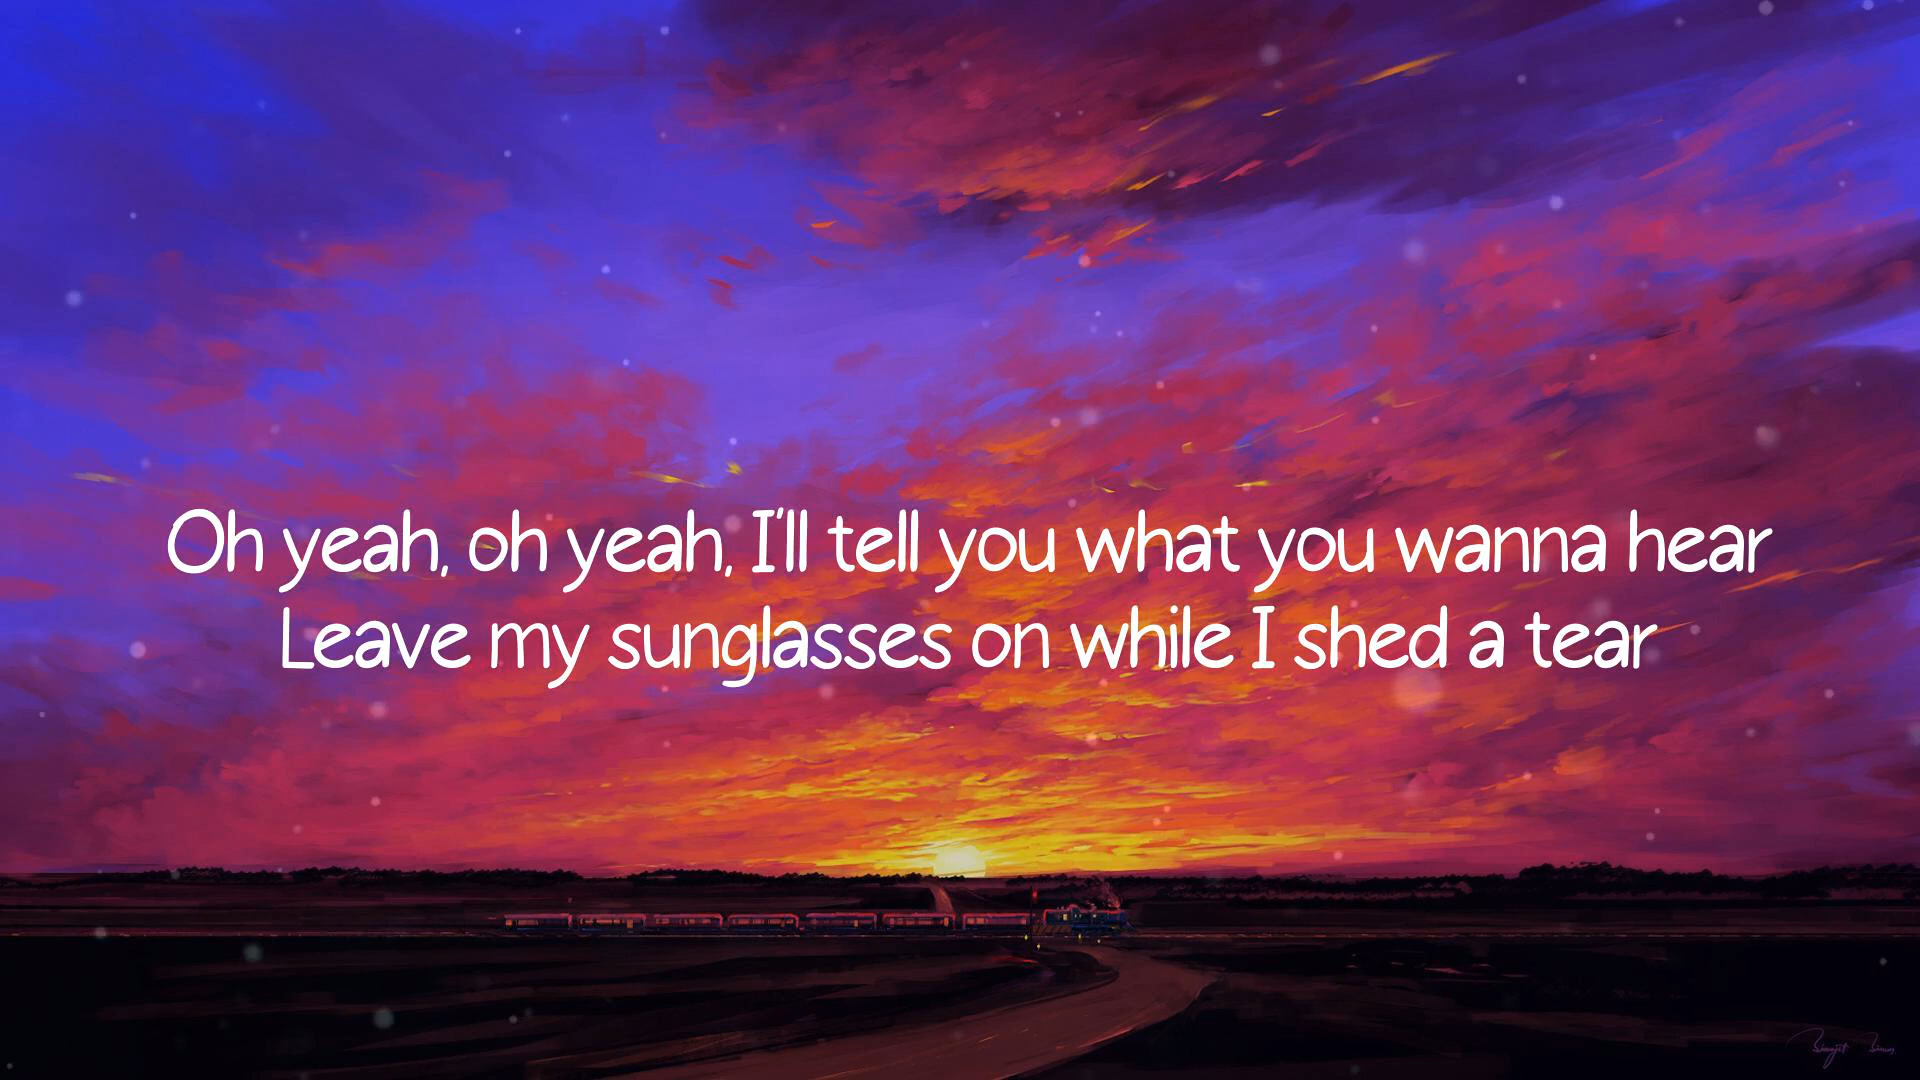 Oh yeah, oh yeah, I'll tell you what you wanna hear
Leave my sunglasses on while I shed a tear